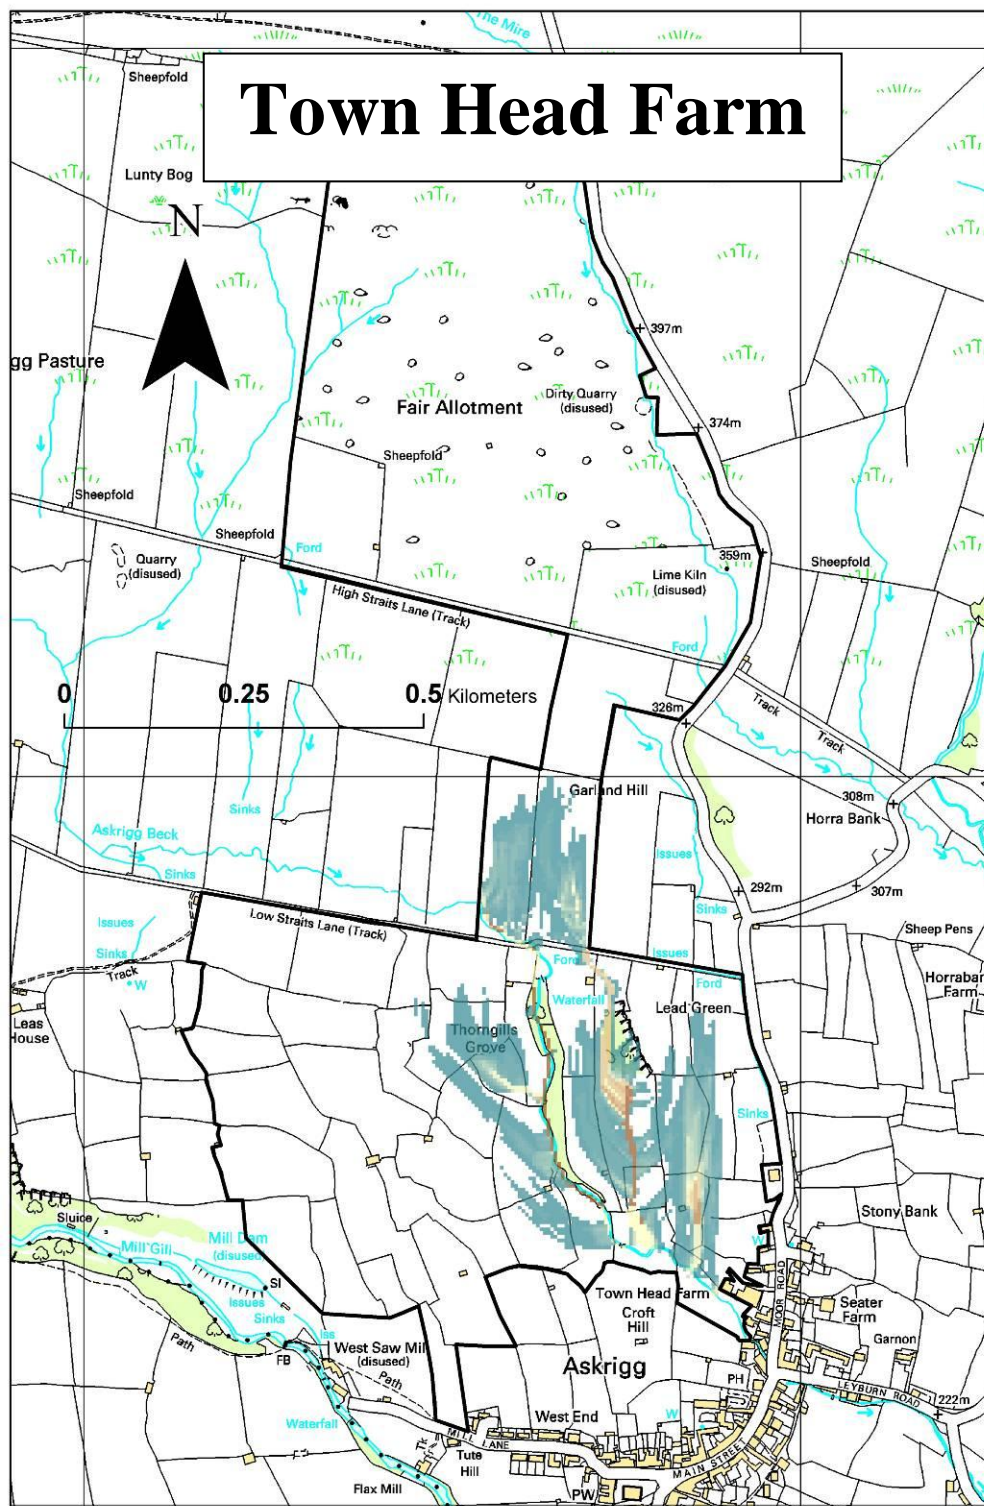 The Mire
Sheepfold
Town Head Farm
Lunty Bog
N
397m
gg Pasture
Dirty Quarry
(disused)
Fair Allotment
374m
Sheepfold
Sheepfold
Sheepfold
Ford
359m
Quarry
(disused)
Lime Kiln
(disused)
Sheepfold
High Straits Lane (Track)
Ford
0 0.25 0.5 Kilometers
326m
Track
Track
Garland Hill
308m
Sinks
Horra Bank
Askrigg Beck
Issues
Sinks
292m
307m
Sinks
Issues
Low Straits Lane (Track)
Sheep Pens
Sinks
Ford
Issues
Track
W
Ford
Horrabar
Farm
Waterfall
Lead Green
Leas
House
Thorngills
Grove
Sinks
Sluice
Mill Gill
Mill Dam
(disused)
Stony Bank
W
Sl
Issues
Sinks
Town Head Farm
Croft
Hill
MOOR ROAD
Seater
Farm
Iss
Garnon
Path
FB
West Saw Mil
(disused)
Path
Askrigg
PH
LEYBURN ROAD
222m
Waterfall
West End
W
MILL LANE
MAIN STREE
Tk
Tute
Hill
Flax Mill
PW